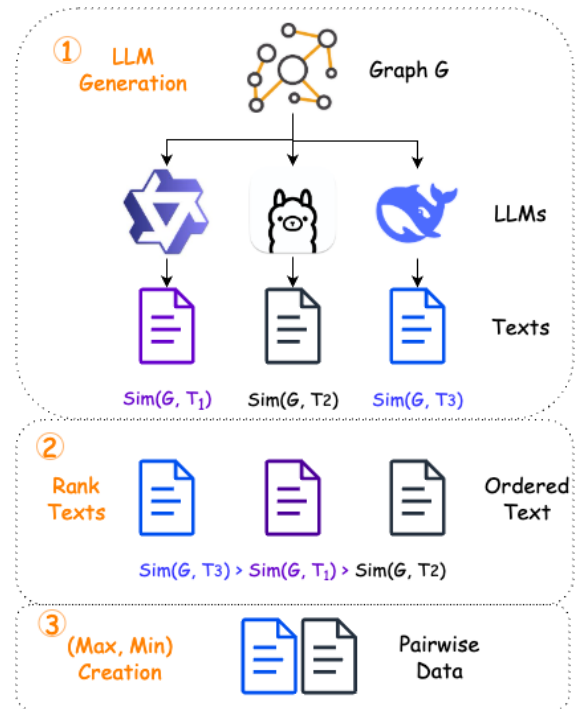 1 LLM
Generation
Graph G
LLMs
Texts
Sim(G, T1) Sim(G, T2) Sim(G, T3)
2
Rank
Texts
Ordered
Text
Sim(G, T3) > Sim(G, T1) > Sim(G, T2)
3
(Max, Min)
Creation
Pairwise
Data